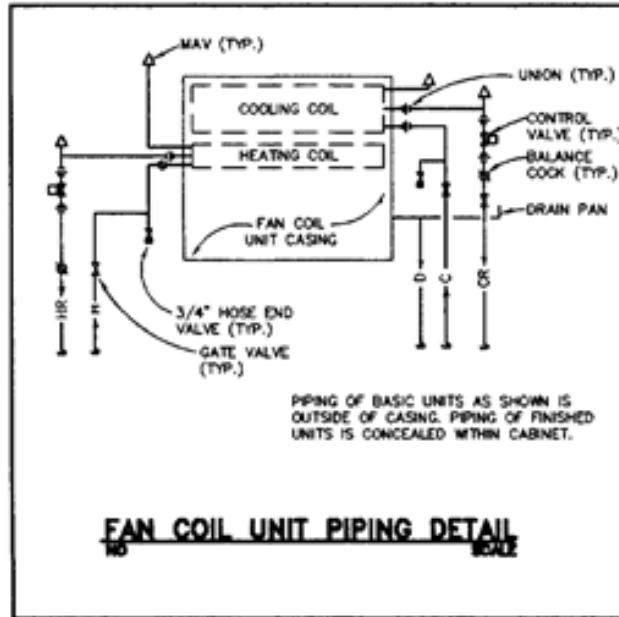 MAV (TYP.)
UNION (TYP.)
COOLING COIL
CONTROL
VALVE (TYP.)
HEATING COIL
BALANCE
COCK (TYP.)
DRAIN PAN
FAN COIL
UNIT CASING
HR
H
D
C
CR
3/4" HOSE END
VALVE (TYP.)
GATE VALVE
(TYP.)
PIPING OF BASIC UNITS AS SHOWN IS
OUTSIDE OF CASING. PIPING OF FINISHED
UNITS IS CONCEALED WITHIN CABINET.
FAN COIL UNIT PIPING DETAIL
NO SCALE